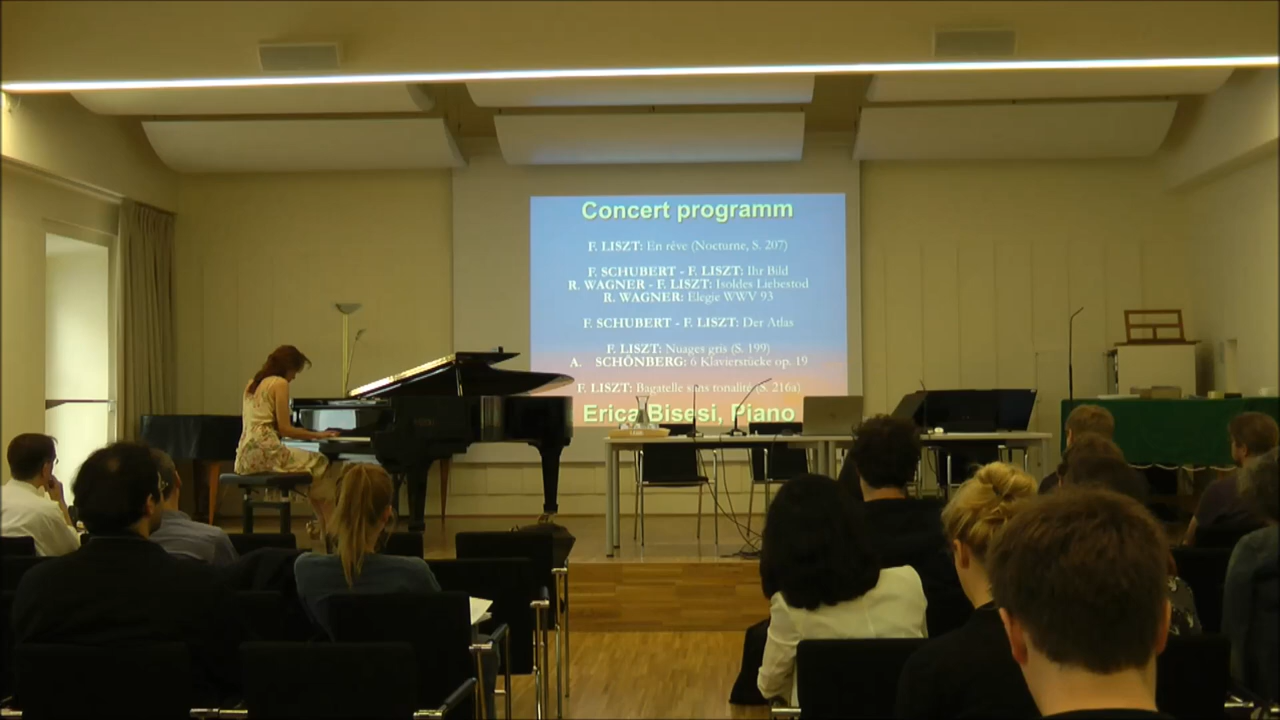 Concert programm
F. LISZT: En rêve (Nocturne, S. 207)
F. SCHUBERT - F. LISZT: Ihr Bild
R. WAGNER - F. LISZT: Isoldes Liebestod
R. WAGNER: Elegie WWV 93
F. SCHUBERT - F. LISZT: Der Atlas
F. LISZT: Nuages gris (S. 199)
A. SCHÖNBERG: 6 Klavierstücke op. 19
F. LISZT: Bagatelle sans tonalité (S. 216a)
Erica Bisesi, Piano